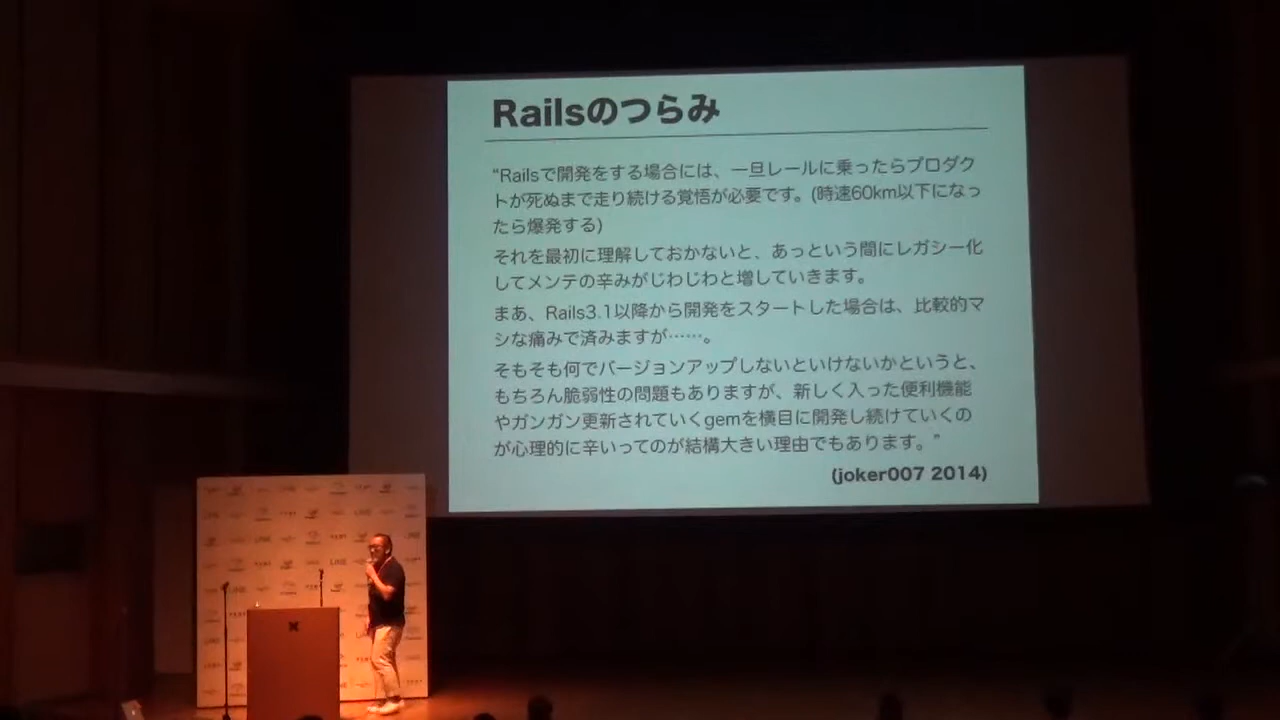 Railsのつらみ
“Railsで開発をする場合には、一旦レールに乗ったらプロダク
トが死ぬまで走り続ける覚悟が必要です。(時速60km以下になっ
たら爆発する)
それを最初に理解しておかないと、あっという間にレガシー化
してメンテの辛みがじわじわと増していきます。
まあ、Rails3.1以降から開発をスタートした場合は、比較的マ
シな痛みで済みますが……。
そもそも何でバージョンアップしないといけないかというと、
もちろん脆弱性の問題もありますが、新しく入った便利機能
やガンガン更新されていくgemを横目に開発し続けていくの
が心理的に辛いってのが結構大きい理由でもあります。”
(joker007 2014)